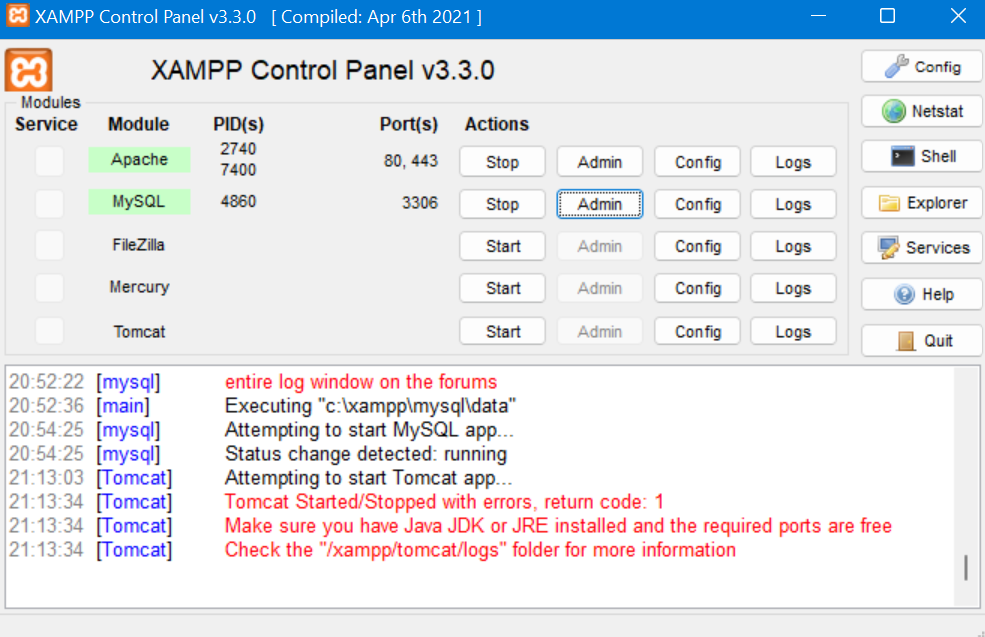 XAMPP Control Panel v3.3.0 [ Compiled: Apr 6th 2021 ]
XAMPP Control Panel v3.3.0
Config
Modules
Service Module PID(s) Port(s) Actions
Netstat
Apache 2740 7400 80, 443 Stop Admin Config Logs
Shell
MySQL 4860 3306 Stop Admin Config Logs
Explorer
FileZilla Start Admin Config Logs
Services
Mercury Start Admin Config Logs
Help
Tomcat Start Admin Config Logs
Quit
20:52:22 [mysql] entire log window on the forums
20:52:36 [main] Executing "c:\xampp\mysql\data"
20:54:25 [mysql] Attempting to start MySQL app...
20:54:25 [mysql] Status change detected: running
21:13:03 [Tomcat] Attempting to start Tomcat app...
21:13:34 [Tomcat] Tomcat Started/Stopped with errors, return code: 1
21:13:34 [Tomcat] Make sure you have Java JDK or JRE installed and the required ports are free
21:13:34 [Tomcat] Check the "/xampp/tomcat/logs" folder for more information